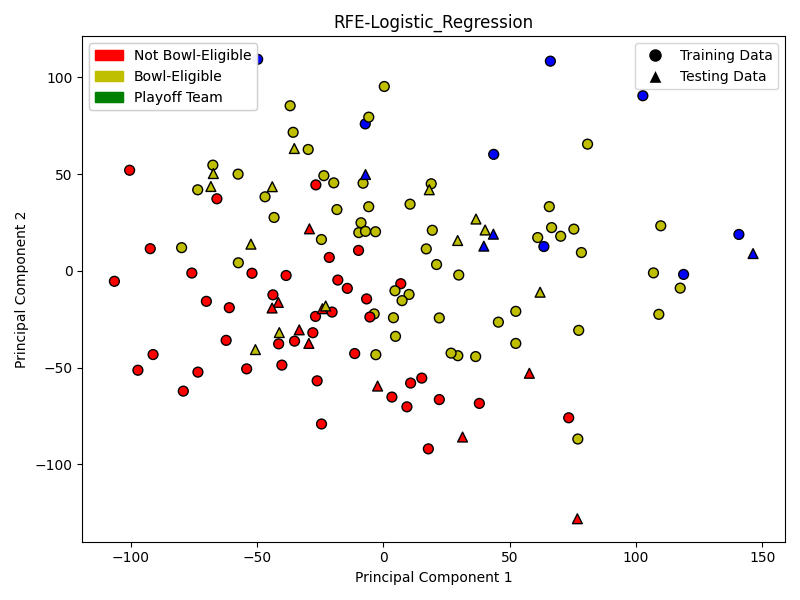 RFE-Logistic_Regression
Not Bowl-Eligible
Bowl-Eligible
Playoff Team
Training Data
Testing Data
100
50
0
−50
−100
Principal Component 2
−100
−50
0
50
100
150
Principal Component 1